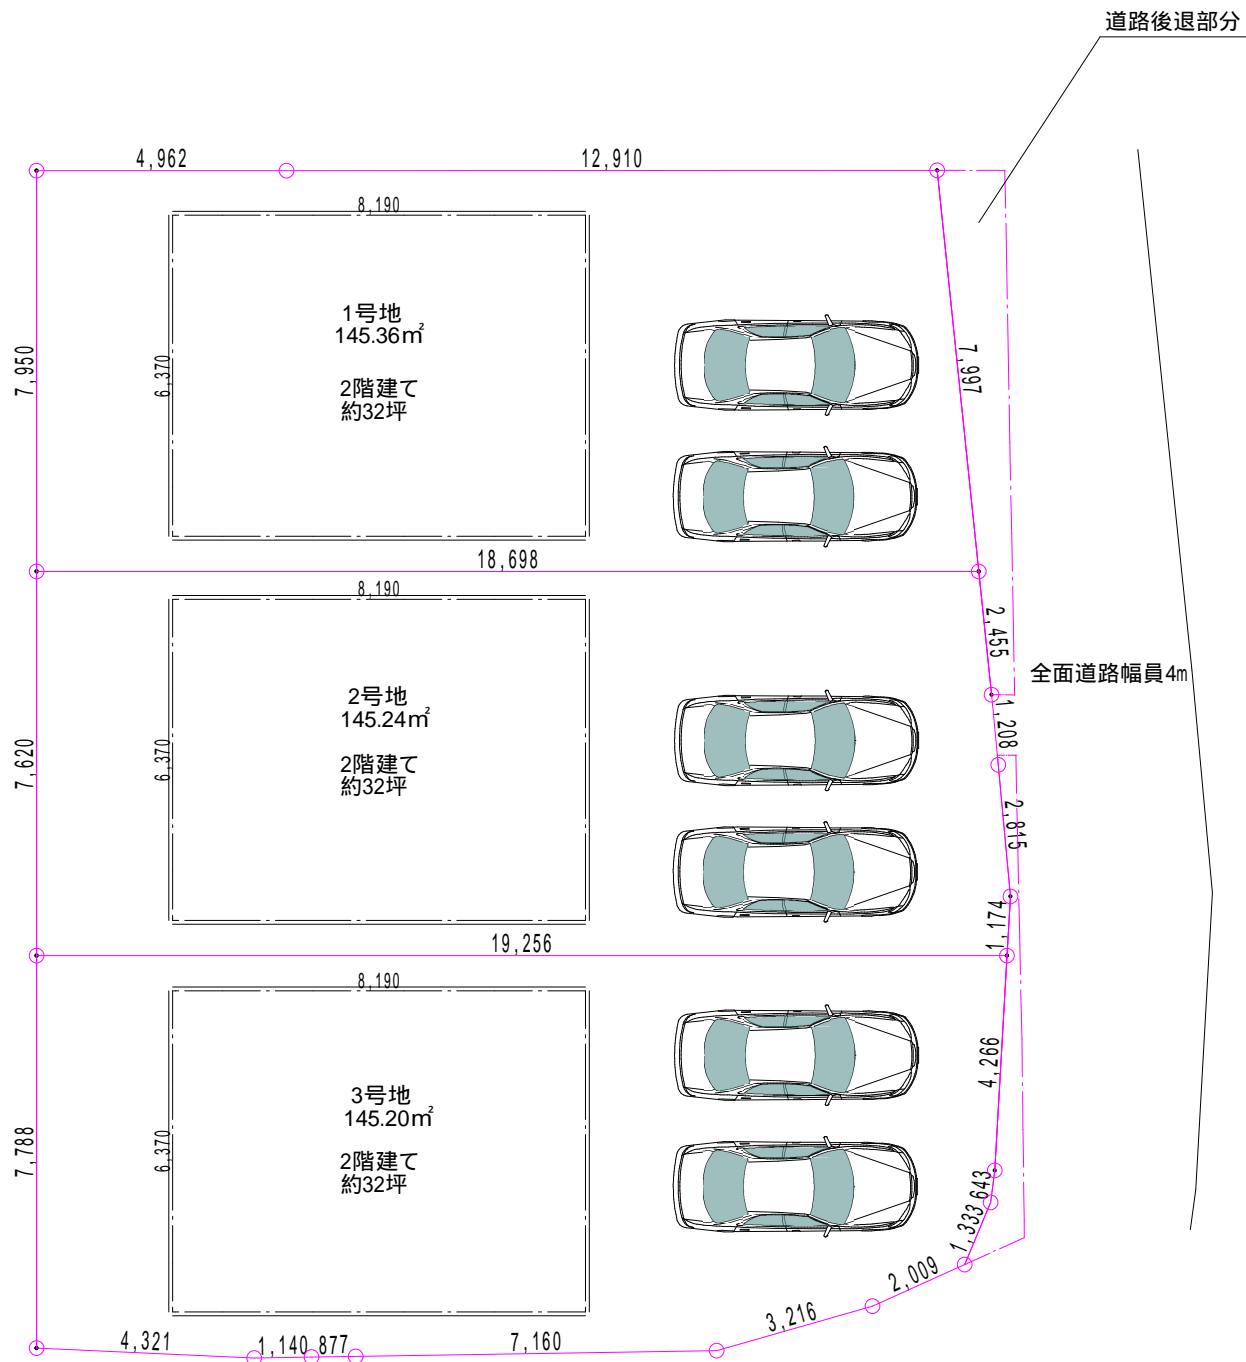 道路後退部分
4,962
12,910
8,190
1号地
145.36㎡
7,950
6,370
7,997
2階建て
約32坪
18,698
8,190
2,455
全面道路幅員4m
2号地
145.24㎡
1,208
7,620
6,370
2階建て
約32坪
2,815
1,174
19,256
8,190
4,266
3号地
145.20㎡
7,788
6,370
2階建て
約32坪
643
1,333
2,009
3,216
4,321
1,140
877
7,160